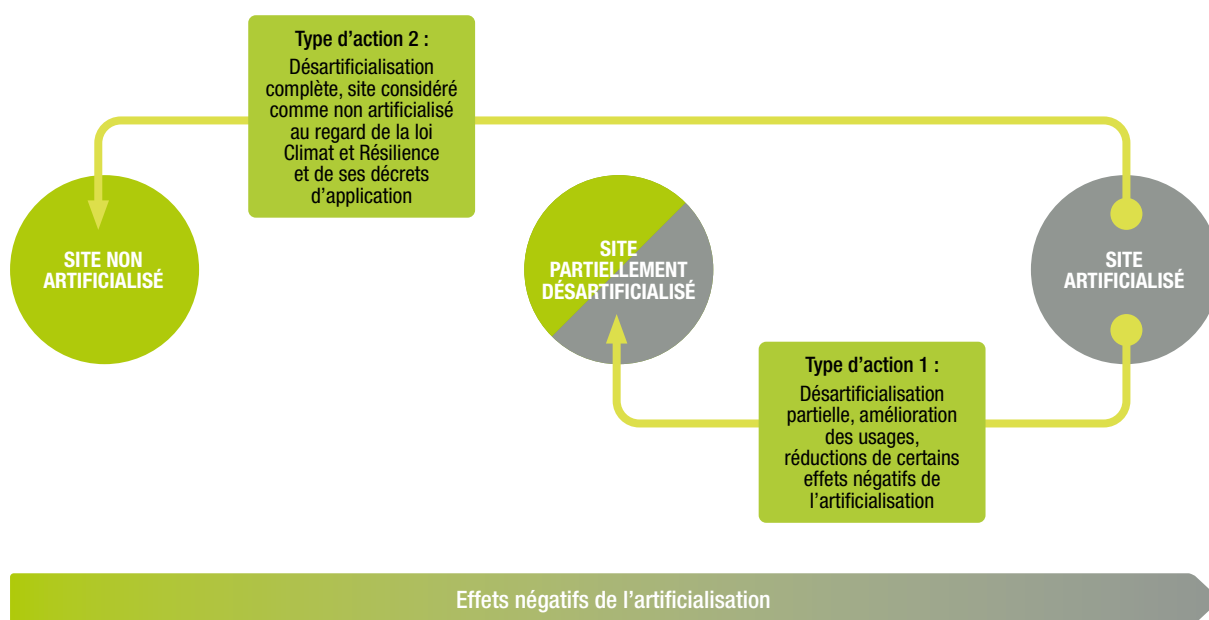 Type d’action 2 :
Désartificialisation
complète, site considéré
comme non artificialisé
au regard de la loi
Climat et Résilience
et de ses décrets
d’application
SITE NON
ARTIFICIALISÉ
SITE
PARTIELLEMENT
DÉSARTIFICIALISÉ
SITE
ARTIFICIALISÉ
Type d’action 1 :
Désartificialisation
partielle, amélioration
des usages,
réductions de certains
effets négatifs de
l’artificialisation
Effets négatifs de l’artificialisation